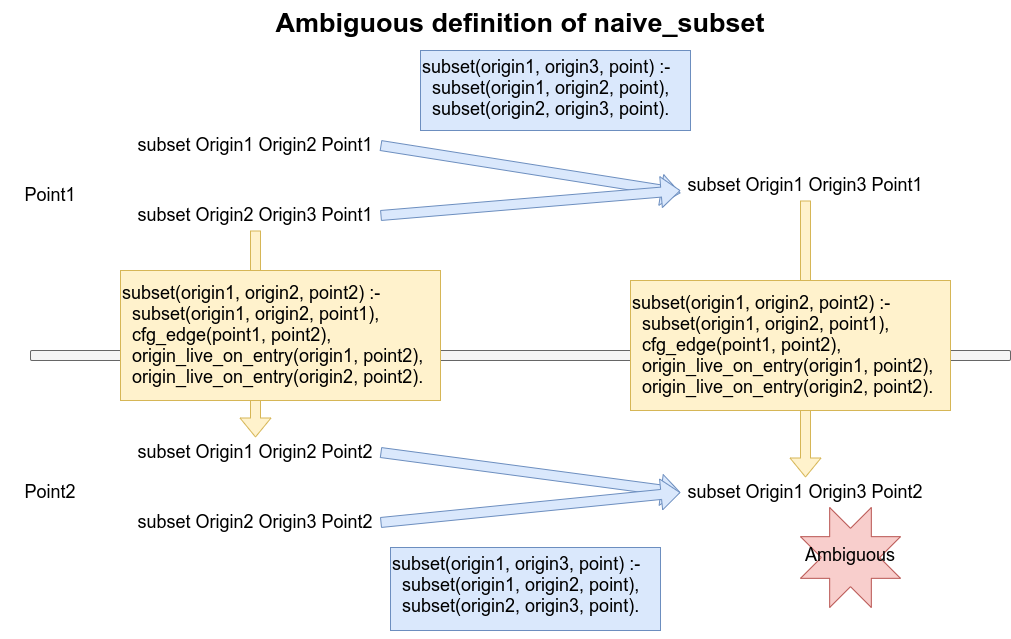 Ambiguous definition of naive_subset
subset(origin1, origin3, point) :-
subset(origin1, origin2, point),
subset(origin2, origin3, point).
subset Origin1 Origin2 Point1
Point1
subset Origin1 Origin3 Point1
subset Origin2 Origin3 Point1
subset(origin1, origin2, point2) :-
subset(origin1, origin2, point1),
cfg_edge(point1, point2),
origin_live_on_entry(origin1, point2),
origin_live_on_entry(origin2, point2).
subset(origin1, origin2, point2) :-
subset(origin1, origin2, point1),
cfg_edge(point1, point2),
origin_live_on_entry(origin1, point2),
origin_live_on_entry(origin2, point2).
subset Origin1 Origin2 Point2
Point2
subset Origin1 Origin3 Point2
subset Origin2 Origin3 Point2
Ambiguous
subset(origin1, origin3, point) :-
subset(origin1, origin2, point),
subset(origin2, origin3, point).